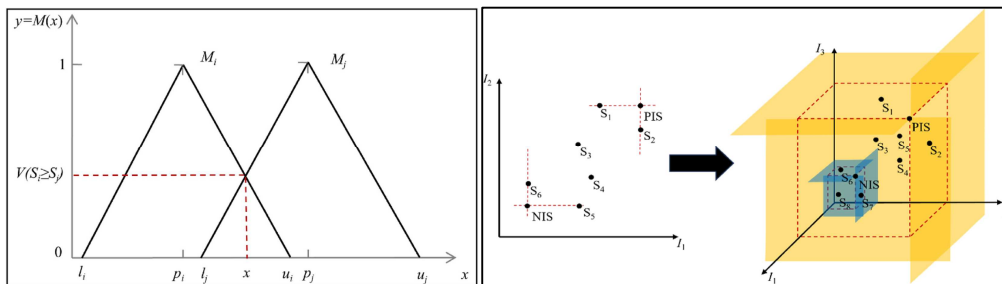 y=M(x)
M_i
M_j
1
V(S_i≥S_j)
0
l_i
p_i
l_j
x
u_i
p_j
u_j
x
I_2
S_1
PIS
S_2
S_3
S_4
S_6
NIS
S_5
I_1
I_3
S_1
PIS
S_5
S_3
S_2
S_4
S_6
NIS
S_8
S_7
I_1